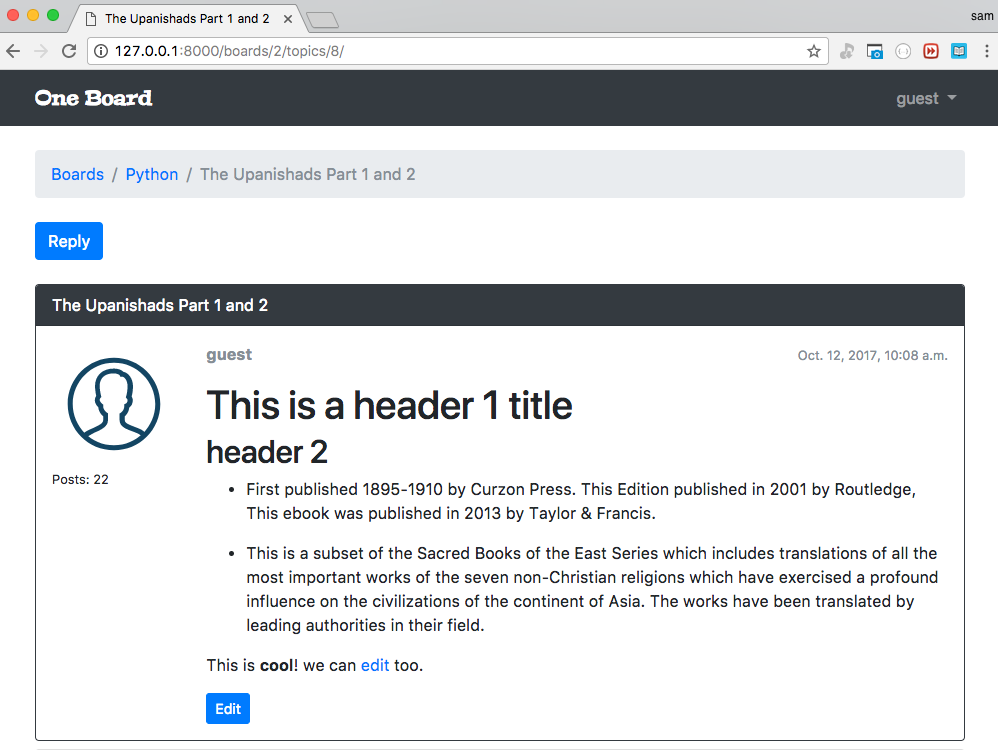 The Upanishads Part 1 and 2
sam
127.0.0.1:8000/boards/2/topics/8/
One Board
guest
Boards / Python / The Upanishads Part 1 and 2
Reply
The Upanishads Part 1 and 2
guest
Oct. 12, 2017, 10:08 a.m.
This is a header 1 title
header 2
Posts: 22
• First published 1895-1910 by Curzon Press. This Edition published in 2001 by Routledge,
This ebook was published in 2013 by Taylor & Francis.
• This is a subset of the Sacred Books of the East Series which includes translations of all the
most important works of the seven non-Christian religions which have exercised a profound
influence on the civilizations of the continent of Asia. The works have been translated by
leading authorities in their field.
This is cool! we can edit too.
Edit